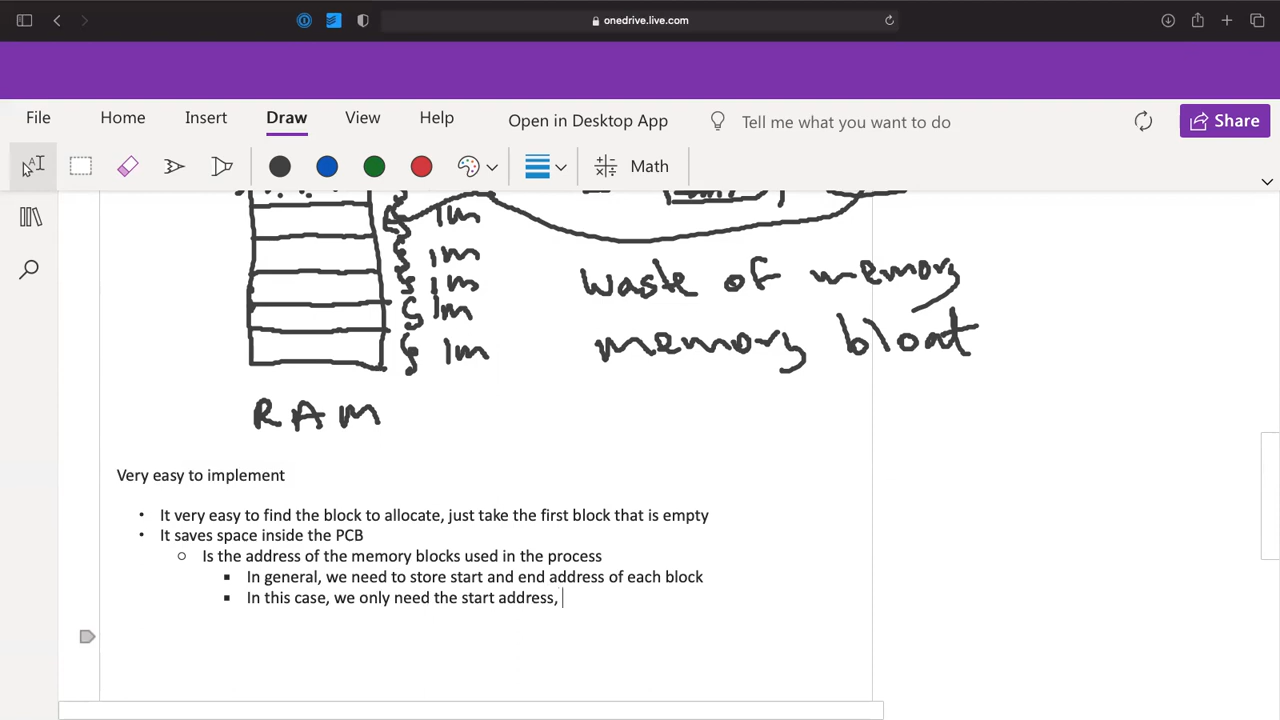 onedrive.live.com
File Home Insert Draw View Help Open in Desktop App Tell me what you want to do Share
Math
1m
1m
1m
1m
1m
waste of memory
memory bloat
RAM
Very easy to implement
• It very easy to find the block to allocate, just take the first block that is empty
• It saves space inside the PCB
○ Is the address of the memory blocks used in the process
▪ In general, we need to store start and end address of each block
▪ In this case, we only need the start address,